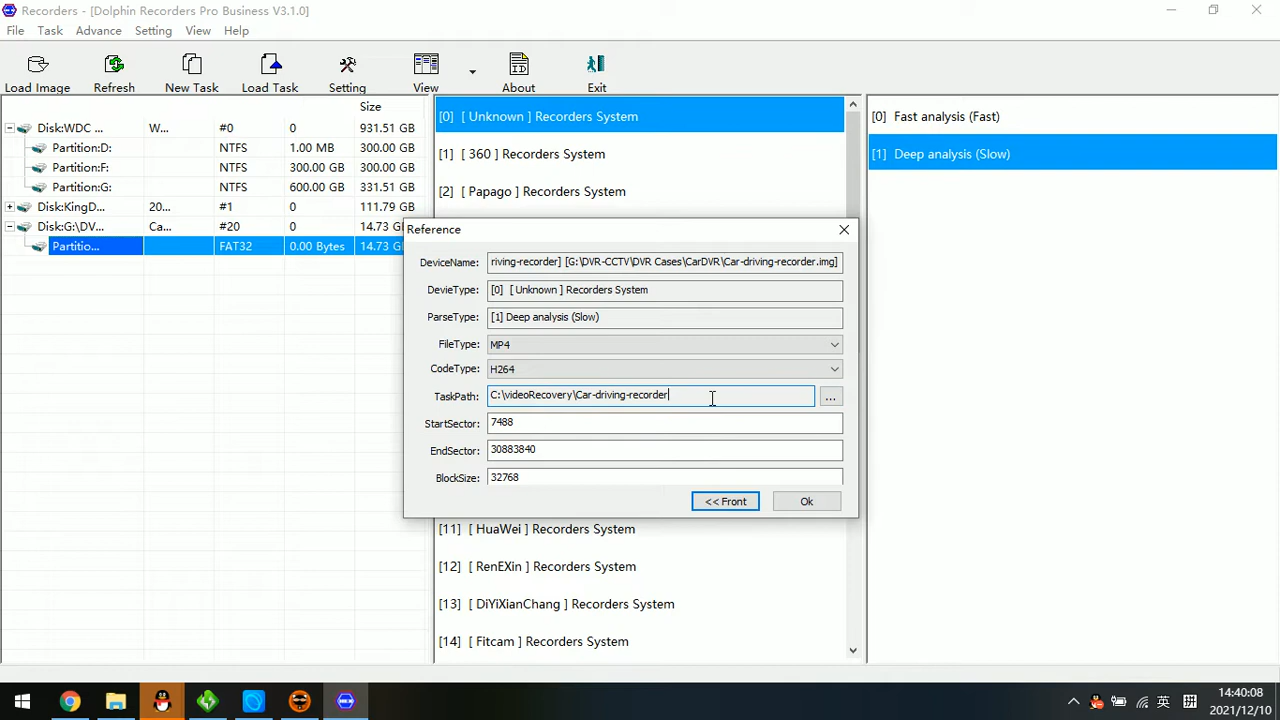 Recorders - [Dolphin Recorders Pro Business V3.1.0]
File Task Advance Setting View Help
Load Image Refresh New Task Load Task Setting View About Exit
Size
Disk:WDC ... W... #0 0 931.51 GB
Partition:D: NTFS 1.00 MB 300.00 GB
Partition:F: NTFS 300.00 GB 300.00 GB
Partition:G: NTFS 600.00 GB 331.51 GB
Disk:KingD... 20... #1 0 111.79 GB
Disk:G:\DV... Ca... #20 0 14.73 GB
Partitio... FAT32 0.00 Bytes 14.73 GB
[0] [ Unknown ] Recorders System
[1] [ 360 ] Recorders System
[2] [ Papago ] Recorders System
[0] Fast analysis (Fast)
[1] Deep analysis (Slow)
Reference
DeviceName: riving-recorder] [G:\DVR-CCTV\DVR Cases\CarDVR\Car-driving-recorder.img]
DevieType: [0] [ Unknown ] Recorders System
ParseType: [1] Deep analysis (Slow)
FileType: MP4
CodeType: H264
TaskPath: C:\videoRecovery\Car-driving-recorder ...
StartSector: 7488
EndSector: 30883840
BlockSize: 32768
<< Front Ok
[11] [ HuaWei ] Recorders System
[12] [ RenEXin ] Recorders System
[13] [ DiYiXianChang ] Recorders System
[14] [ Fitcam ] Recorders System
英 拼
14:40:08
2021/12/10